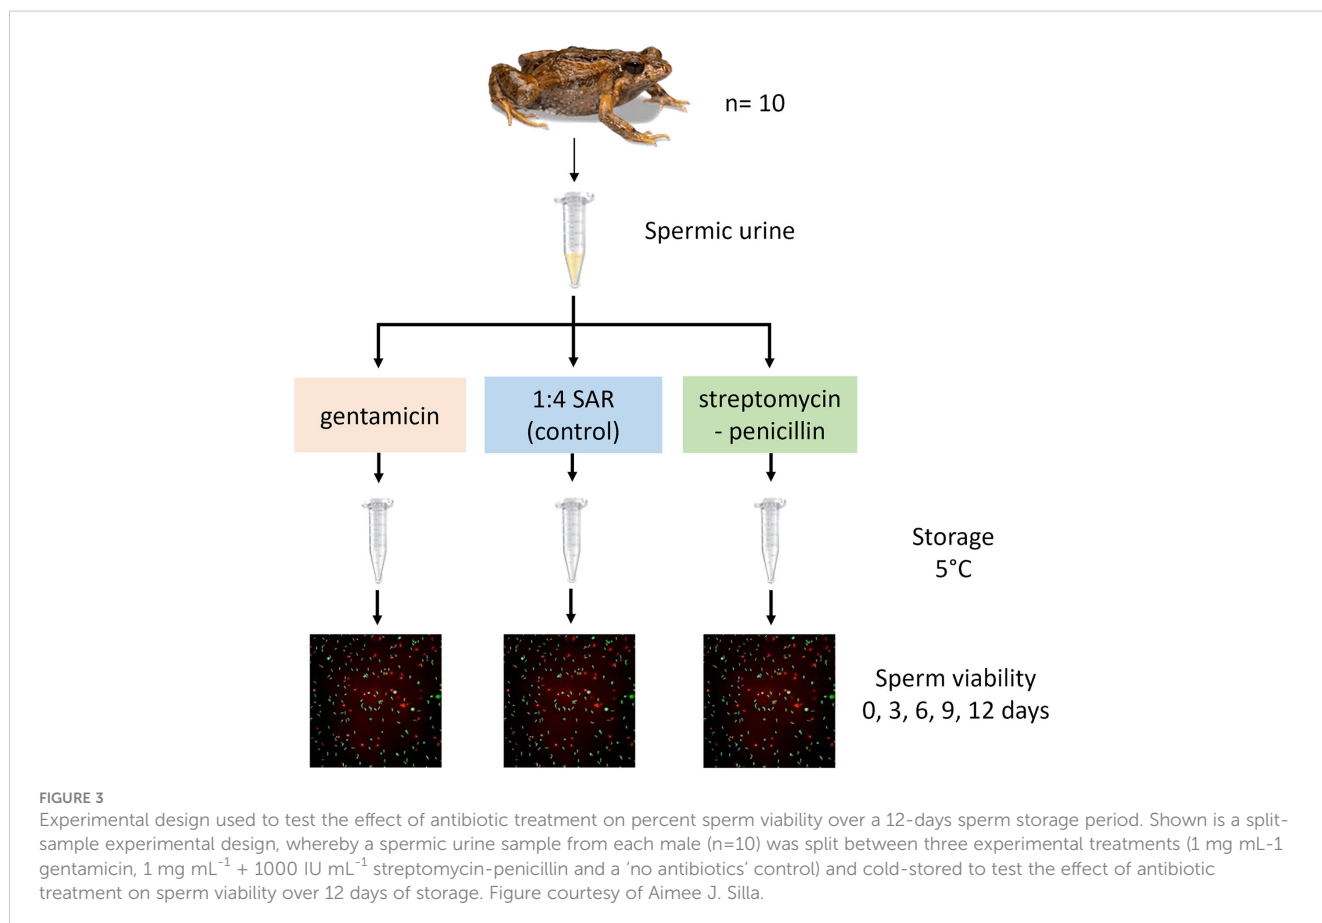 n= 10
Spermic urine
gentamicin
1:4 SAR
(control)
streptomycin
- penicillin
Storage
5°C
Sperm viability
0, 3, 6, 9, 12 days
FIGURE 3
Experimental design used to test the effect of antibiotic treatment on percent sperm viability over a 12-days sperm storage period. Shown is a split-
sample experimental design, whereby a spermic urine sample from each male (n=10) was split between three experimental treatments (1 mg mL-1
gentamicin, 1 mg mL⁻¹ + 1000 IU mL⁻¹ streptomycin-penicillin and a ‘no antibiotics’ control) and cold-stored to test the effect of antibiotic
treatment on sperm viability over 12 days of storage. Figure courtesy of Aimee J. Silla.